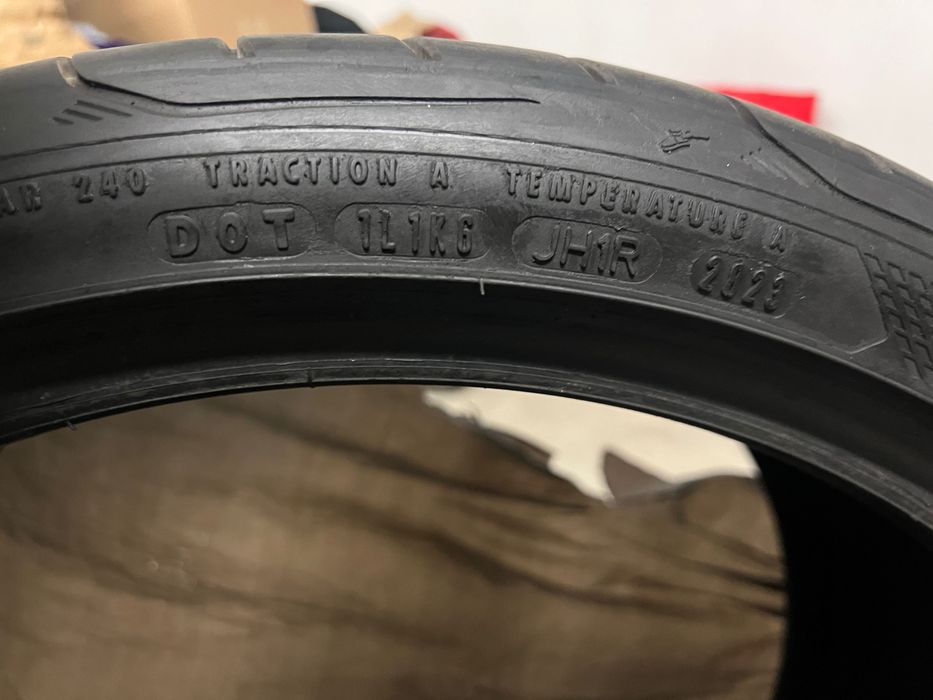 240 TRACTION A TEMPERATURE A
DOT 1L1K6 JH1R 2023